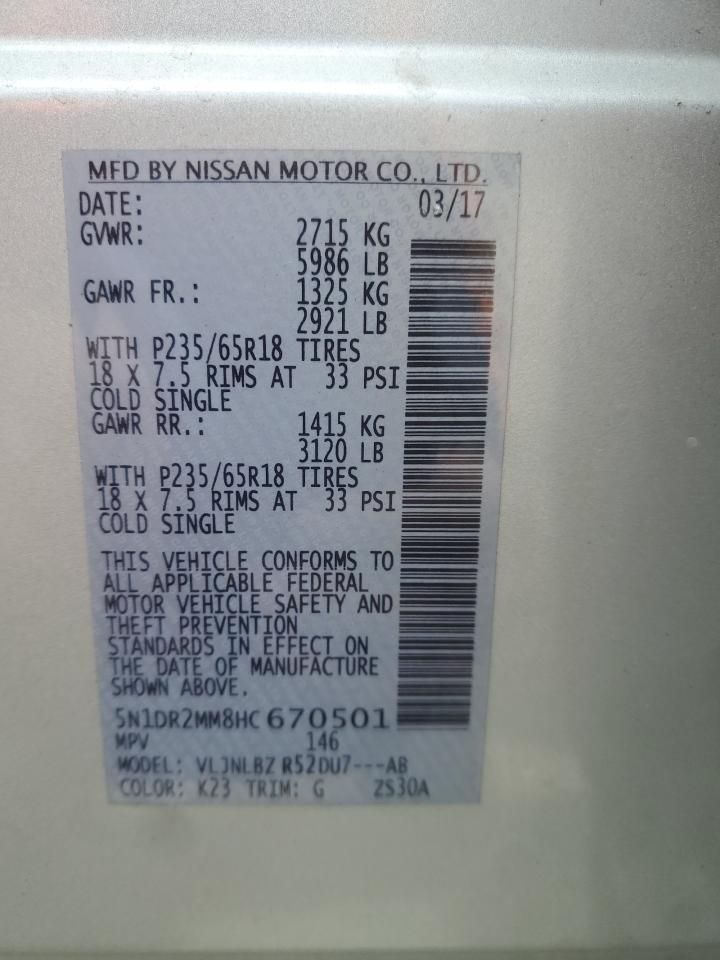 MFD BY NISSAN MOTOR CO., LTD.
DATE: 03/17
GVWR: 2715 KG
5986 LB
GAWR FR.: 1325 KG
2921 LB
WITH P235/65R18 TIRES
18 X 7.5 RIMS AT 33 PSI
COLD SINGLE
GAWR RR.: 1415 KG
3120 LB
WITH P235/65R18 TIRES
18 X 7.5 RIMS AT 33 PSI
COLD SINGLE
THIS VEHICLE CONFORMS TO
ALL APPLICABLE FEDERAL
MOTOR VEHICLE SAFETY AND
THEFT PREVENTION
STANDARDS IN EFFECT ON
THE DATE OF MANUFACTURE
SHOWN ABOVE.
5N1DR2MM8HC 670501
MPV 146
MODEL: VLJNLBZ R52DU7---AB
COLOR: K23 TRIM: G ZS30A